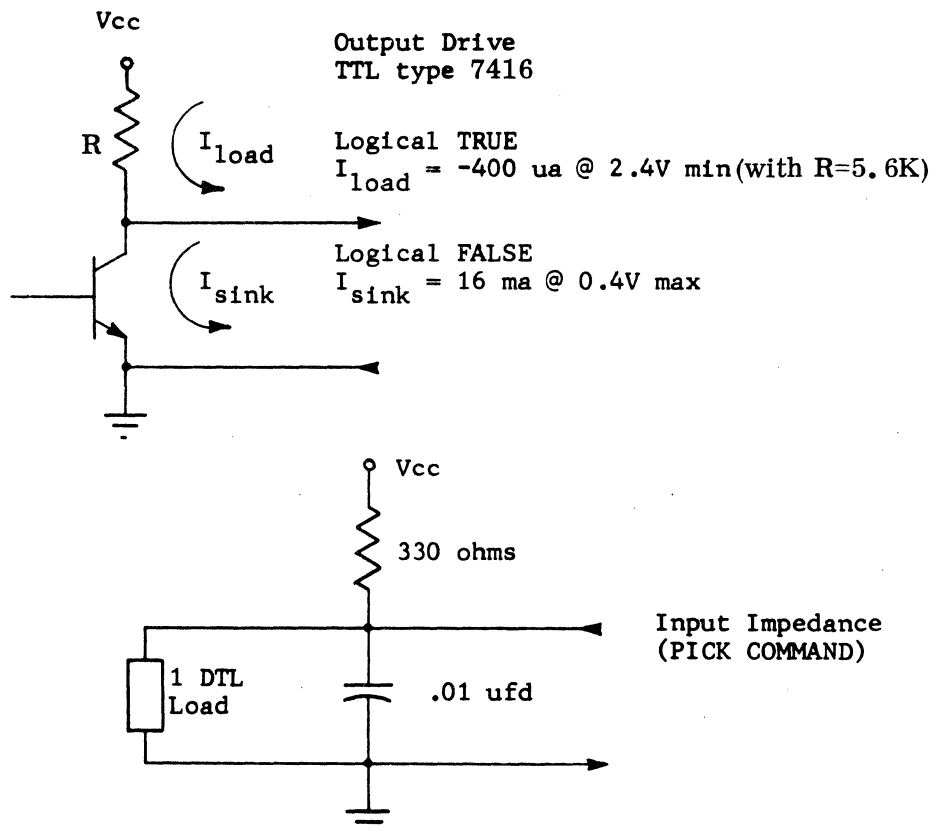 Vcc
Output Drive
TTL type 7416
R
I load
Logical TRUE
I load = -400 ua @ 2.4V min (with R=5.6K)
I sink
Logical FALSE
I sink = 16 ma @ 0.4V max
Vcc
330 ohms
Input Impedance
(PICK COMMAND)
1 DTL
Load
.01 ufd